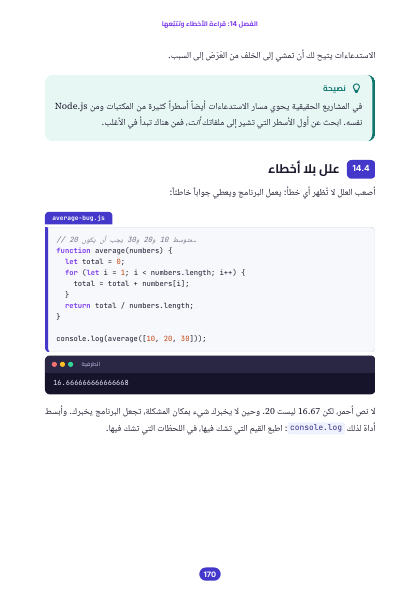 الفصل 14: قراءة الأخطاء وتتبّعها
الاستدعاءات يتيح لك أن تمشي إلى الخلف من العَرَض إلى السبب.
نصيحة
في المشاريع الحقيقية يحوي مسار الاستدعاءات أيضاً أسطراً كثيرة من المكتبات ومن Node.js
نفسه. ابحث عن أول الأسطر التي تشير إلى ملفاتك أنت، فمن هناك تبدأ في الأغلب.
14.4 علل بلا أخطاء
أصعب العلل لا تُظهر أي خطأ: يعمل البرنامج ويعطي جواباً خاطئاً:
average-bug.js
// متوسط 10 و20 و30 يجب أن يكون 20.
function average(numbers) {
  let total = 0;
  for (let i = 1; i < numbers.length; i++) {
    total = total + numbers[i];
  }
  return total / numbers.length;
}
console.log(average([10, 20, 30]));
الطرفية
16.666666666666668
لا نص أحمر، لكن 16.67 ليست 20. وحين لا يخبرك شيء بمكان المشكلة، تجعل البرنامج يخبرك. وأبسط
أداة لذلك console.log: اطبع القيم التي تشك فيها، في اللحظات التي تشك فيها.
170